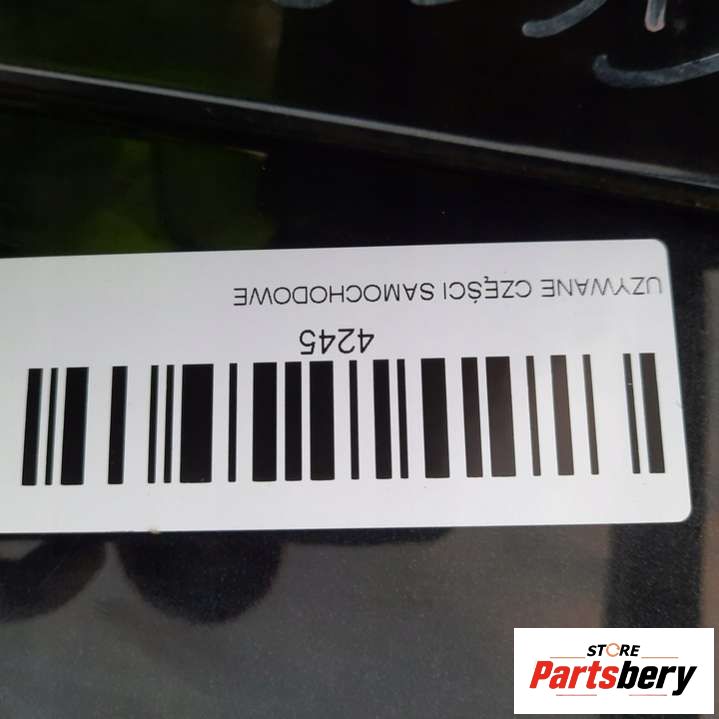 UZYWANE CZĘŚCI SAMOCHODOWE
4245
STORE
Partsbery